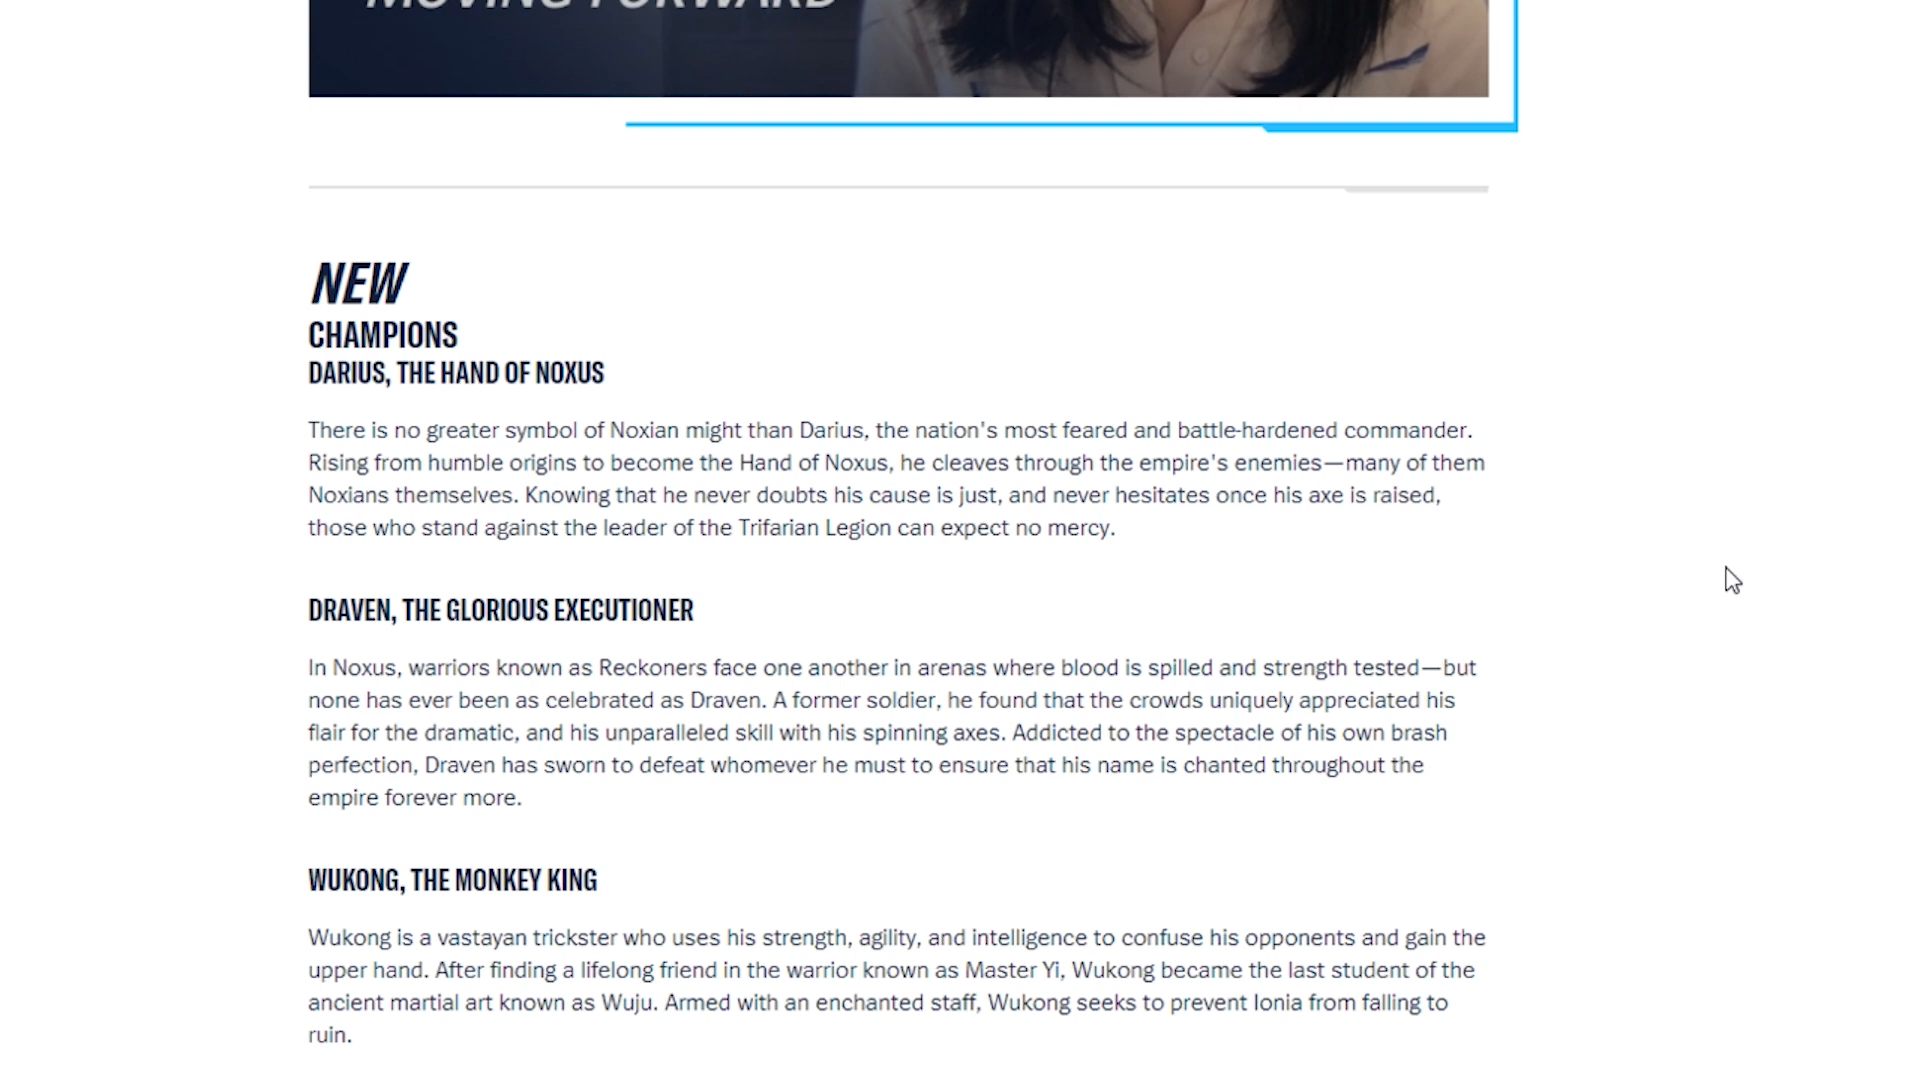 MOVING FORWARD
NEW
CHAMPIONS
DARIUS, THE HAND OF NOXUS
There is no greater symbol of Noxian might than Darius, the nation's most feared and battle-hardened commander.
Rising from humble origins to become the Hand of Noxus, he cleaves through the empire's enemies—many of them
Noxians themselves. Knowing that he never doubts his cause is just, and never hesitates once his axe is raised,
those who stand against the leader of the Trifarian Legion can expect no mercy.
DRAVEN, THE GLORIOUS EXECUTIONER
In Noxus, warriors known as Reckoners face one another in arenas where blood is spilled and strength tested—but
none has ever been as celebrated as Draven. A former soldier, he found that the crowds uniquely appreciated his
flair for the dramatic, and his unparalleled skill with his spinning axes. Addicted to the spectacle of his own brash
perfection, Draven has sworn to defeat whomever he must to ensure that his name is chanted throughout the
empire forever more.
WUKONG, THE MONKEY KING
Wukong is a vastayan trickster who uses his strength, agility, and intelligence to confuse his opponents and gain the
upper hand. After finding a lifelong friend in the warrior known as Master Yi, Wukong became the last student of the
ancient martial art known as Wuju. Armed with an enchanted staff, Wukong seeks to prevent Ionia from falling to
ruin.